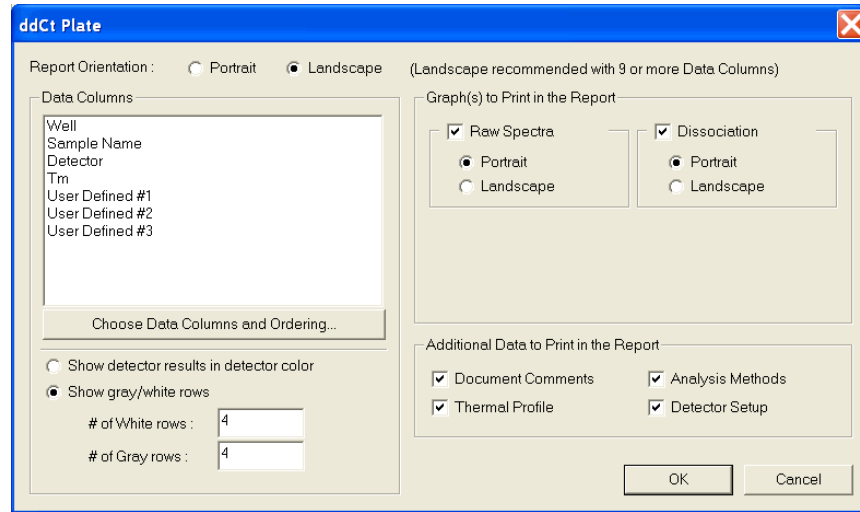 ddCt Plate
Report Orientation : Portrait Landscape (Landscape recommended with 9 or more Data Columns)
Data Columns
Well
Sample Name
Detector
Tm
User Defined #1
User Defined #2
User Defined #3
Choose Data Columns and Ordering...
Show detector results in detector color
Show gray/white rows
# of White rows : 4
# of Gray rows : 4
Graph(s) to Print in the Report
Raw Spectra Dissociation
Portrait Portrait
Landscape Landscape
Additional Data to Print in the Report
Document Comments Analysis Methods
Thermal Profile Detector Setup
OK Cancel